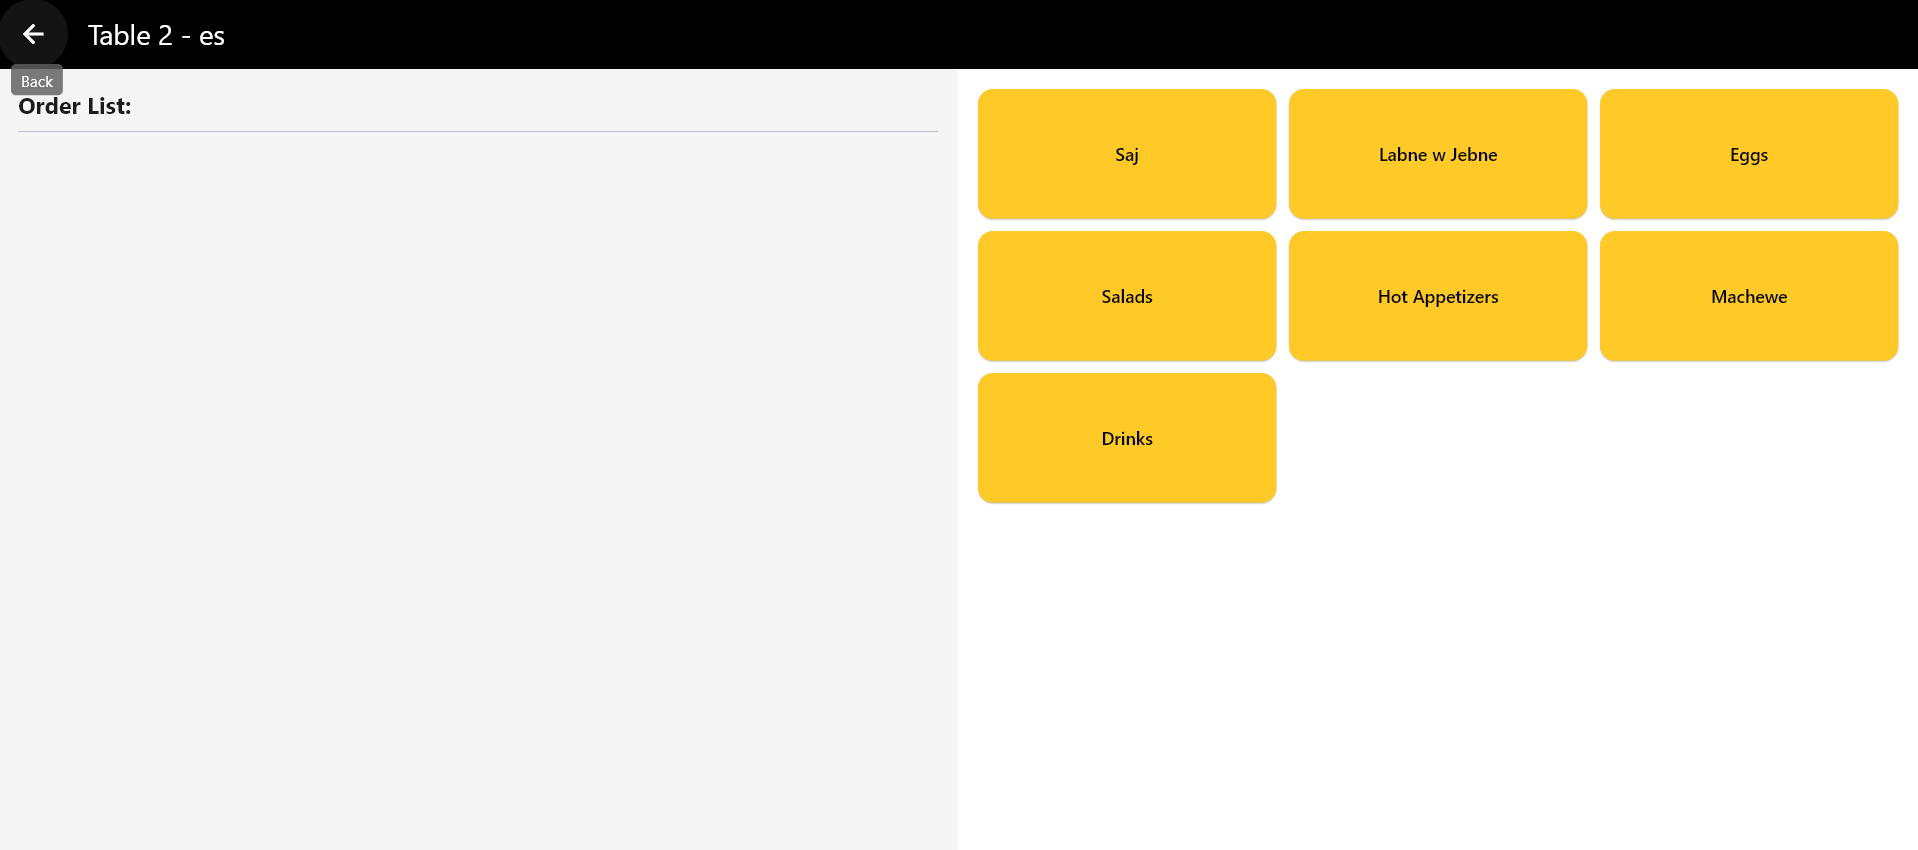 Table 2 - es
Back
Order List:
Saj
Labne w Jebne
Eggs
Salads
Hot Appetizers
Machewe
Drinks